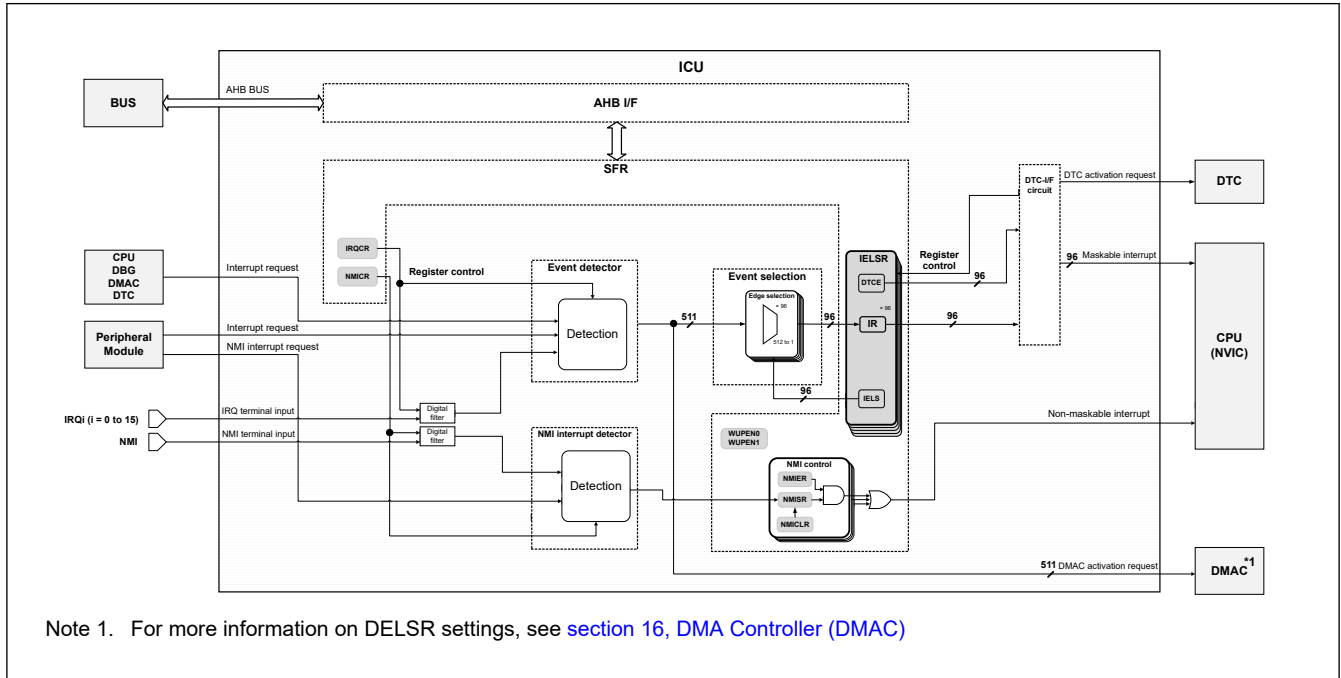 ICU
BUS
AHB BUS
AHB I/F
SFR
DTC-I/F
circuit
DTC activation request
DTC
IRQCR
NMICR
Register control
CPU
DBG
DMAC
DTC
Interrupt request
Event detector
Detection
511
Event selection
Edge selection
= 96
512 to 1
96
IELSR
DTCE
= 96
IR
IELS
Register
control
96
96
96
96 Maskable interrupt
CPU
(NVIC)
Peripheral
Module
Interrupt request
NMI interrupt request
IRQi (i = 0 to 15)
IRQ terminal input
Digital
filter
NMI
NMI terminal input
Digital
filter
NMI interrupt detector
Detection
WUPEN0
WUPEN1
NMI control
NMIER
NMISR
NMICLR
Non-maskable interrupt
511 DMAC activation request
DMAC*1
Note 1. For more information on DELSR settings, see section 16, DMA Controller (DMAC)